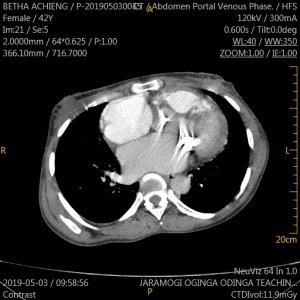 BETHA ACHIENG / P-2019050300
Abdomen Portal Venous Phase. / HFS
Female / 42Y
120kV / 300mA
Im:21 / Se:5
0.600s / Tilt:0.0deg
2.0000mm / 64*0.625 / P:1.00
WL:40 / WW:350
366.10mm / 716.7000
ZOOM:1.00 / IE:1.00
A
R
L
20cm
NeuViz 64 In 1.0
2019-05-03 / 09:58:56
JARAMOGI OGINGA ODINGA TEACHIN...
Contrast
P
CTDIvol:11.9mGy